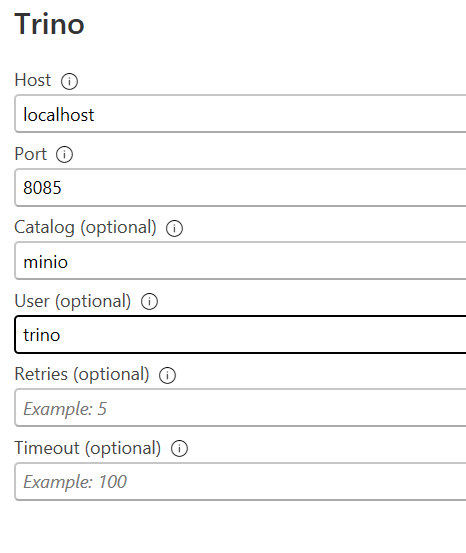 Trino
Host
localhost
Port
8085
Catalog (optional)
minio
User (optional)
trino
Retries (optional)
Example: 5
Timeout (optional)
Example: 100